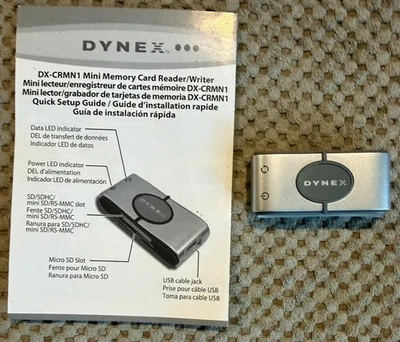 DYNEX
DX-CRMN1 Mini Memory Card Reader/Writer
Mini lecteur/enregistreur de cartes mémoire DX-CRMN1
Mini lector/grabador de tarjetas de memoria DX-CRMN1
Quick Setup Guide / Guide d'installation rapide
Guía de instalación rápida
Data LED indicator
DEL de transfert de données
Indicador LED de datos
Power LED indicator
DEL d'alimentation
Indicador LED de alimentación
SD/SDHC/
mini SD/RS-MMC slot
Fente SD/SDHC/
mini SD/RS-MMC
Ranura para SD/SDHC/
mini SD/RS-MMC
Micro SD Slot
Fente pour Micro SD
Ranura para Micro SD
USB cable jack
Prise pour câble USB
Toma para cable USB
DYNEX
DYNEX